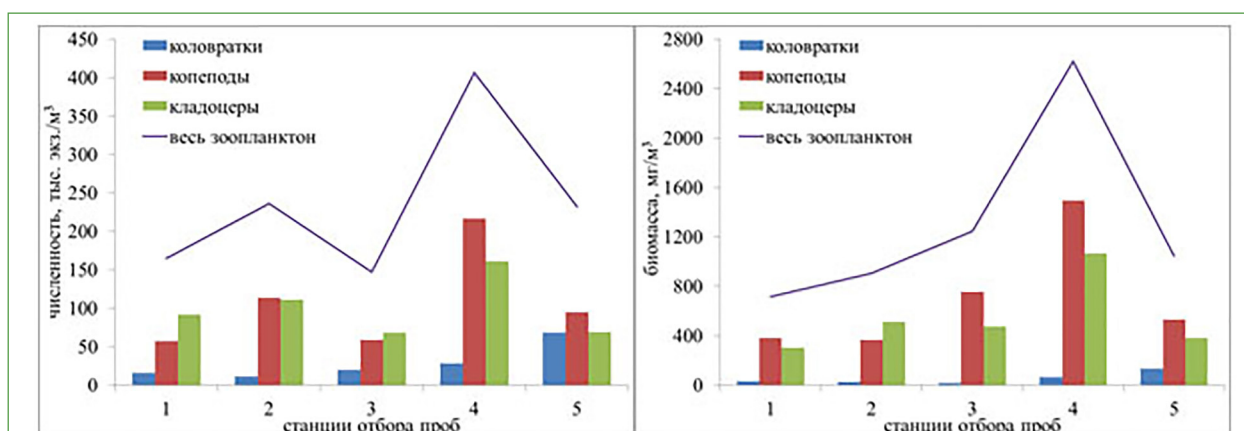 450
400
350
300
250
200
150
100
50
0
численность, тыс. экз./м³
коловратки
копеподы
кладоцеры
весь зоопланктон
1 2 3 4 5
станции отбора проб
2800
2400
2000
1600
1200
800
400
0
биомасса, мг/м³
коловратки
копеподы
кладоцеры
весь зоопланктон
1 2 3 4 5
станции отбора проб